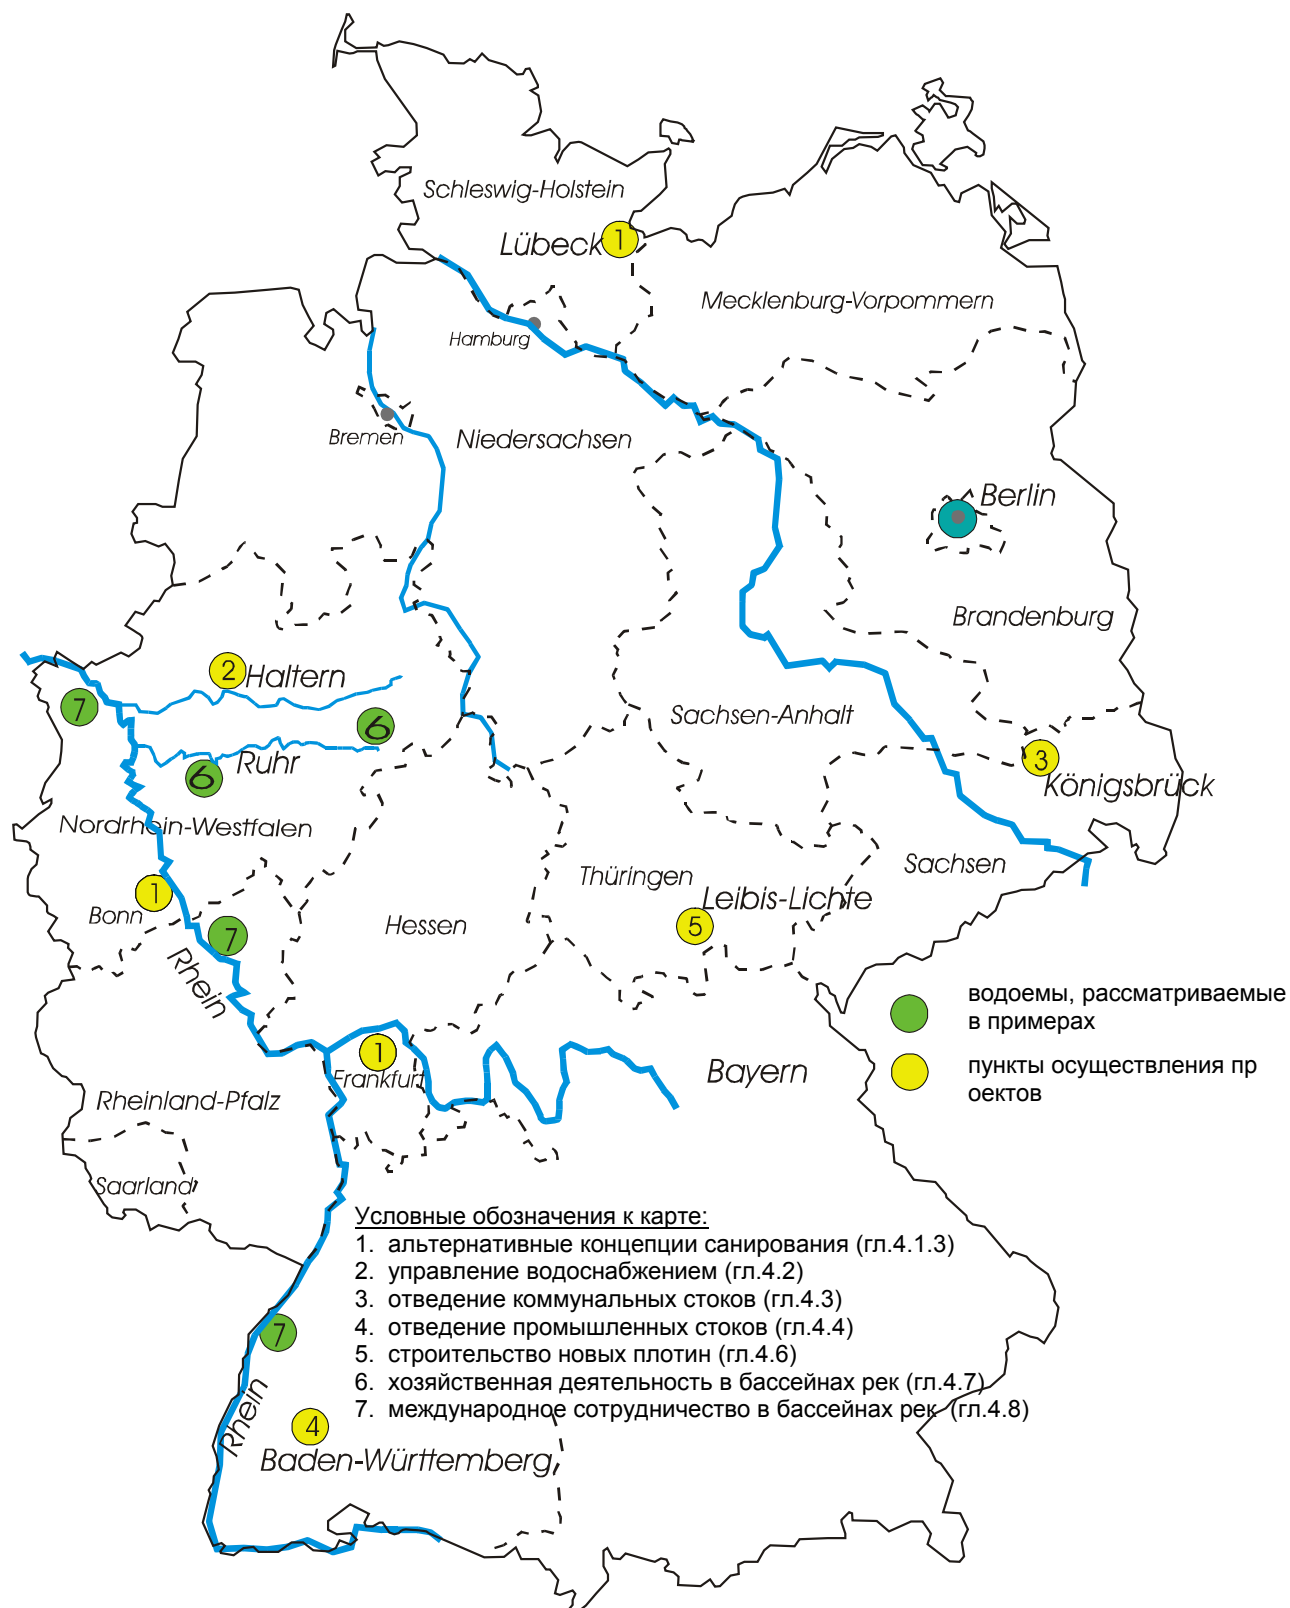 Schleswig-Holstein
Lübeck
1
Mecklenburg-Vorpommern
Hamburg
Bremen
Niedersachsen
Berlin
Brandenburg
2
Haltern
7
6
Sachsen-Anhalt
Ruhr
6
3
Königsbrück
Nordrhein-Westfalen
Thüringen
Sachsen
1
Bonn
Leibis-Lichte
5
Hessen
7
Rhein
водоемы, рассматриваемые
в примерах
1
Frankfurt
Bayern
пункты осуществления пр
оектов
Rheinland-Pfalz
Saarland
Условные обозначения к карте:
1. альтернативные концепции санирования (гл.4.1.3)
2. управление водоснабжением (гл.4.2)
3. отведение коммунальных стоков (гл.4.3)
4. отведение промышленных стоков (гл.4.4)
5. строительство новых плотин (гл.4.6)
6. хозяйственная деятельность в бассейнах рек (гл.4.7)
7. международное сотрудничество в бассейнах рек (гл.4.8)
7
Rhein
4
Baden-Württemberg